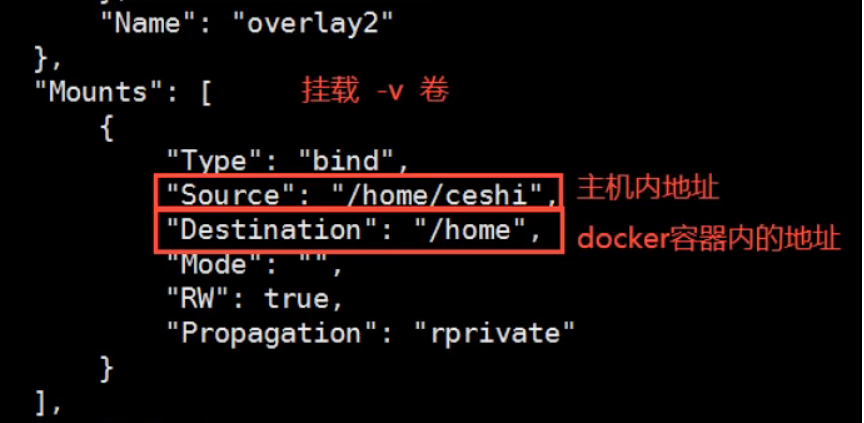 "Name": "overlay2"
},
"Mounts": [ 挂载 -v 卷
{
"Type": "bind",
"Source": "/home/ceshi", 主机内地址
"Destination": "/home", docker容器内的地址
"Mode": "",
"RW": true,
"Propagation": "rprivate"
}
],